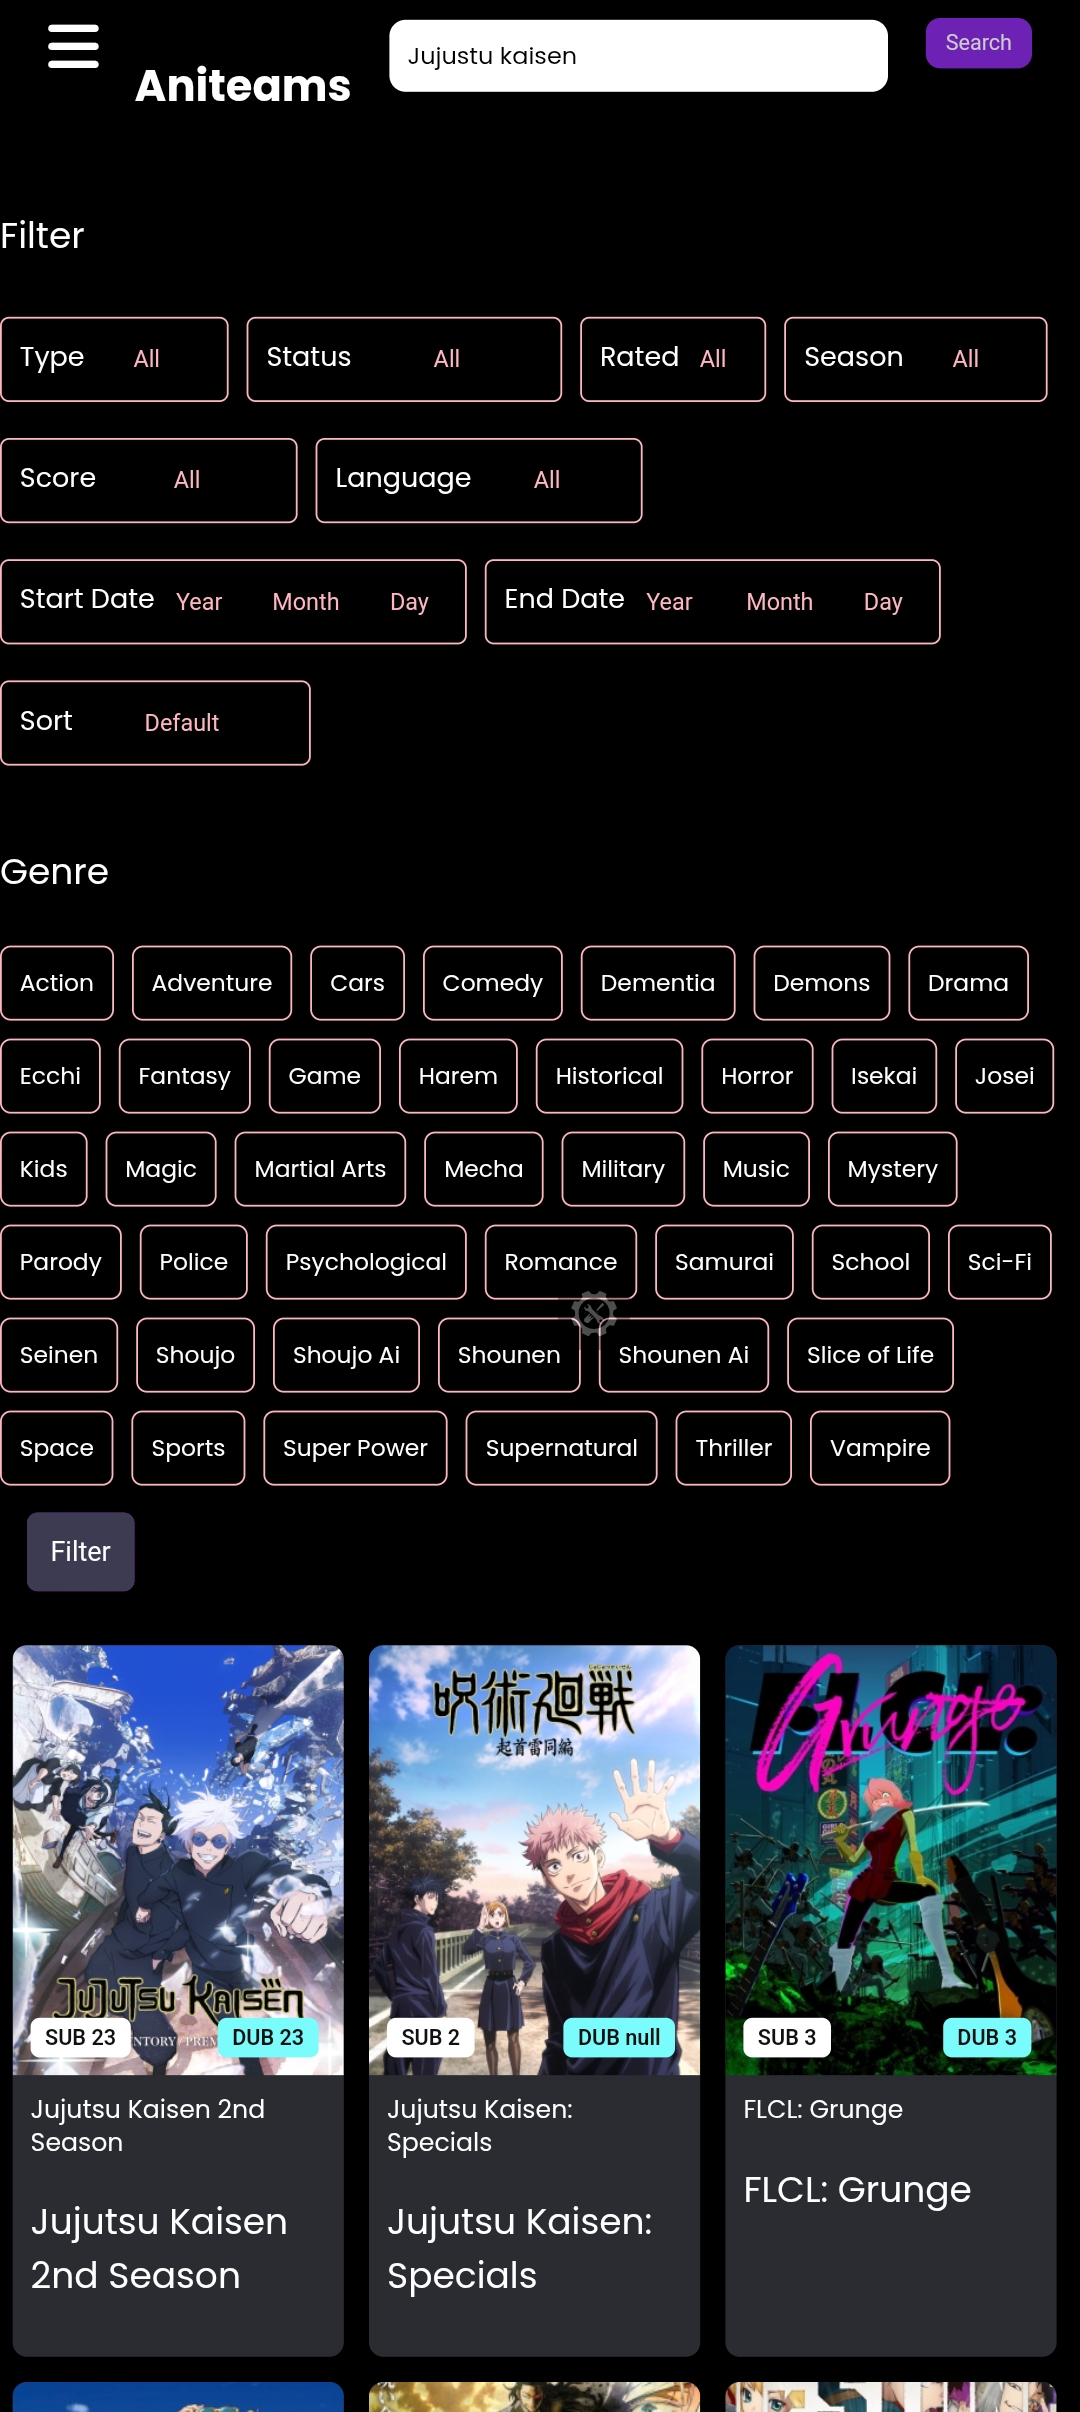 Aniteams
Jujustu kaisen
Search
Filter
Type All Status All Rated All Season All
Score All Language All
Start Date Year Month Day End Date Year Month Day
Sort Default
Genre
Action Adventure Cars Comedy Dementia Demons Drama
Ecchi Fantasy Game Harem Historical Horror Isekai Josei
Kids Magic Martial Arts Mecha Military Music Mystery
Parody Police Psychological Romance Samurai School Sci-Fi
Seinen Shoujo Shoujo Ai Shounen Shounen Ai Slice of Life
Space Sports Super Power Supernatural Thriller Vampire
Filter
JUJUTSU KAISEN
SUB 23 DUB 23
Jujutsu Kaisen 2nd
Season
Jujutsu Kaisen
2nd Season
呪術廻戦
起首雷同編
SUB 2 DUB null
Jujutsu Kaisen:
Specials
Jujutsu Kaisen:
Specials
Grunge
SUB 3 DUB 3
FLCL: Grunge
FLCL: Grunge